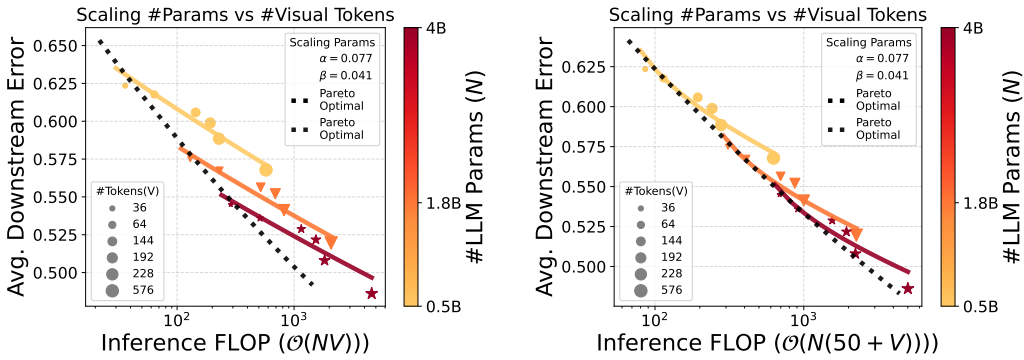 Scaling #Params vs #Visual Tokens
Avg. Downstream Error
0.650
0.625
0.600
0.575
0.550
0.525
0.500
Scaling Params
α = 0.077
β = 0.041
Pareto
Optimal
Pareto
Optimal
#Tokens(V)
36
64
144
192
228
576
10²
10³
Inference FLOP (𝒪(NV)))
4B
1.8B
0.5B
#LLM Params (N)
Scaling #Params vs #Visual Tokens
Avg. Downstream Error
0.625
0.600
0.575
0.550
0.525
0.500
Scaling Params
α = 0.077
β = 0.041
Pareto
Optimal
Pareto
Optimal
#Tokens(V)
36
64
144
192
228
576
10²
10³
Inference FLOP (𝒪(N(50 + V))))
4B
1.8B
0.5B
#LLM Params (N)